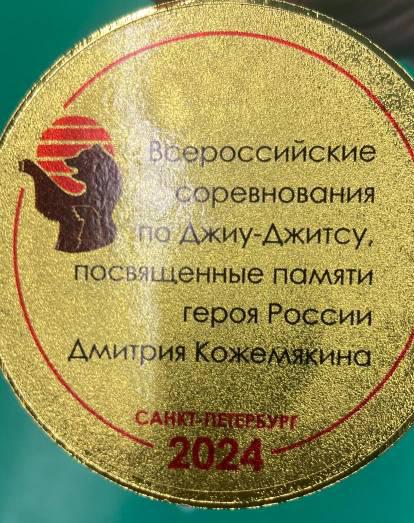 Всероссийские
соревнования
по Джиу-Джитсу,
посвященные памяти
героя России
Дмитрия Кожемякина
САНКТ-ПЕТЕРБУРГ
2024